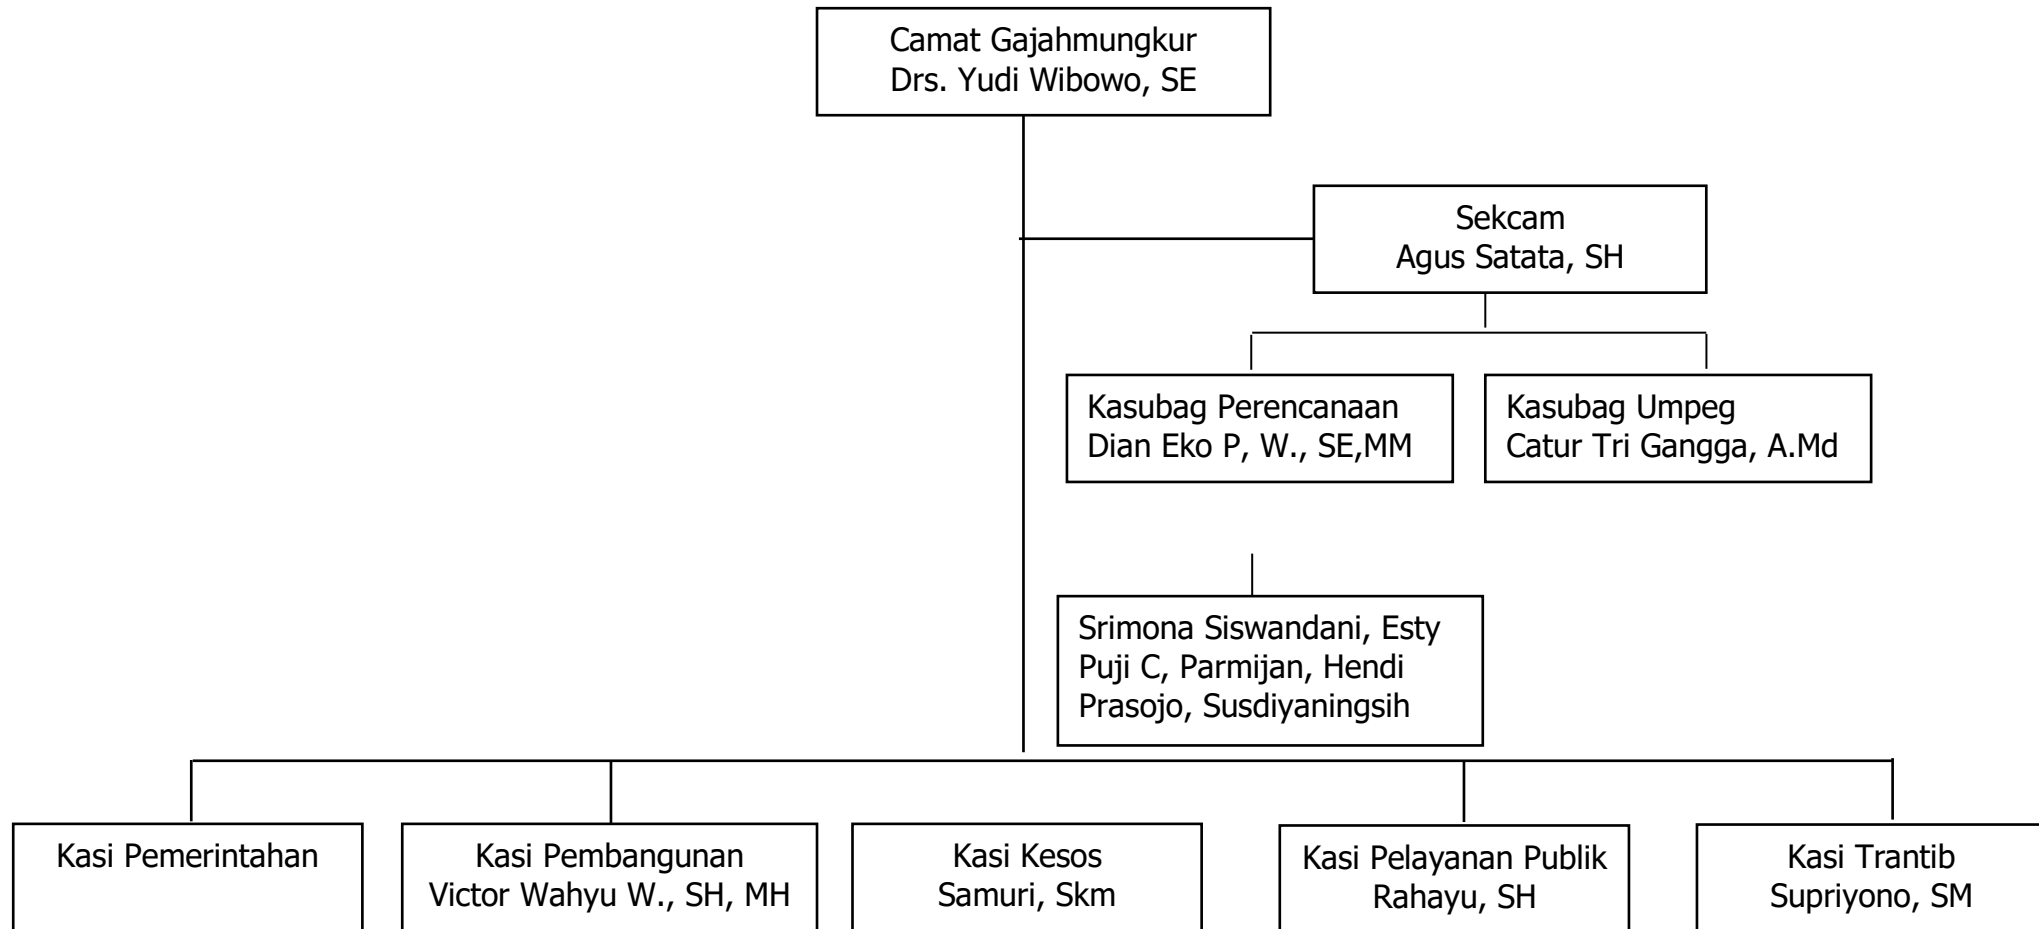 Camat Gajahmungkur
Drs. Yudi Wibowo, SE
Sekcam
Agus Satata, SH
Kasubag Perencanaan
Dian Eko P, W., SE,MM
Kasubag Umpeg
Catur Tri Gangga, A.Md
Srimona Siswandani, Esty
Puji C, Parmijan, Hendi
Prasojo, Susdiyaningsih
Kasi Pemerintahan
Kasi Pembangunan
Victor Wahyu W., SH, MH
Kasi Kesos
Samuri, Skm
Kasi Pelayanan Publik
Rahayu, SH
Kasi Trantib
Supriyono, SM